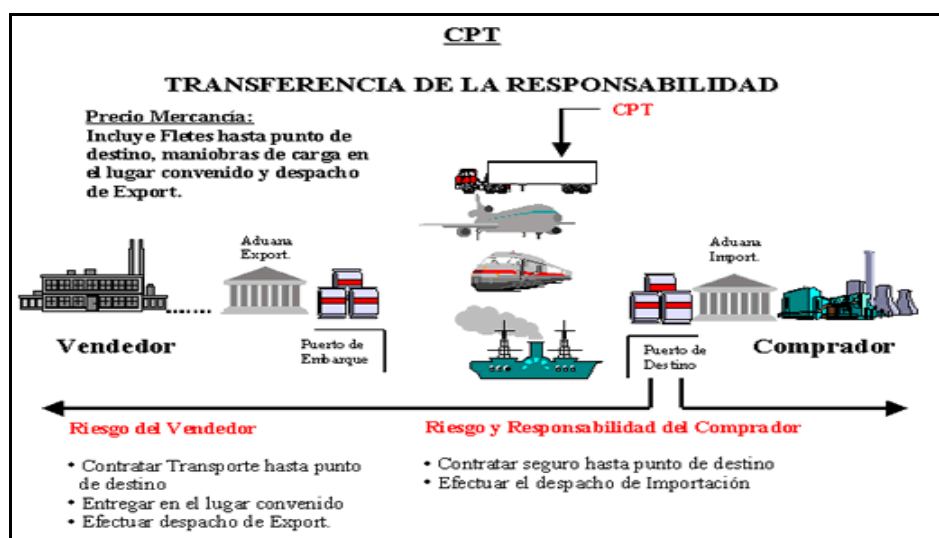 CPT
TRANSFERENCIA DE LA RESPONSABILIDAD
Precio Mercancía:
Incluye Fletes hasta punto de
destino, maniobras de carga en
el lugar convenido y despacho
de Export.
CPT
Aduana
Export.
Aduana
Import.
Vendedor
Puerto de
Embarque
Puerto de
Destino
Comprador
Riesgo del Vendedor
• Contratar Transporte hasta punto
de destino
• Entregar en el lugar convenido
• Efectuar despacho de Export.
Riesgo y Responsabilidad del Comprador
• Contratar seguro hasta punto de destino
• Efectuar el despacho de Importación